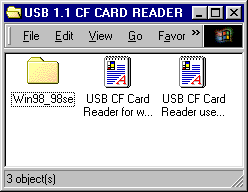 USB 1.1 CF CARD READER
File Edit View Go Favor »
Win98_98se
USB CF Card
Reader for w...
USB CF Card
Reader use...
3 object(s)